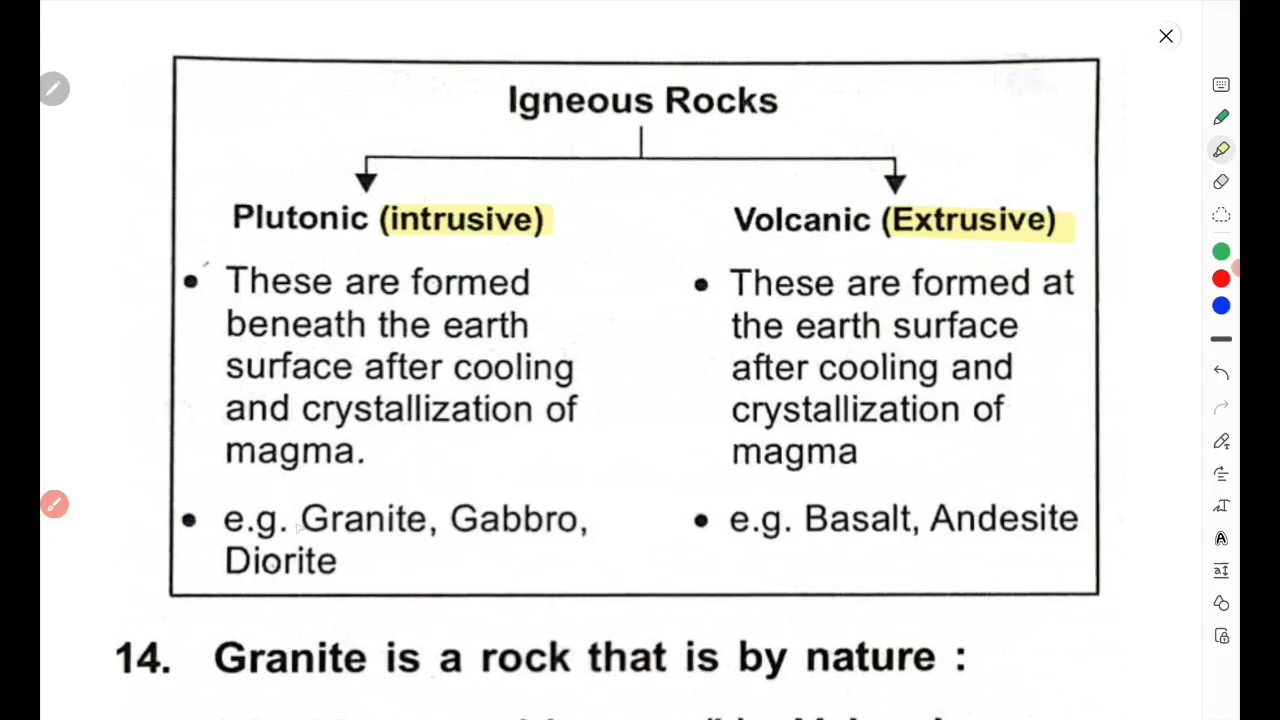 Igneous Rocks
Plutonic (intrusive)
• These are formed
beneath the earth
surface after cooling
and crystallization of
magma.
• e.g. Granite, Gabbro,
Diorite
Volcanic (Extrusive)
• These are formed at
the earth surface
after cooling and
crystallization of
magma
• e.g. Basalt, Andesite
14. Granite is a rock that is by nature :